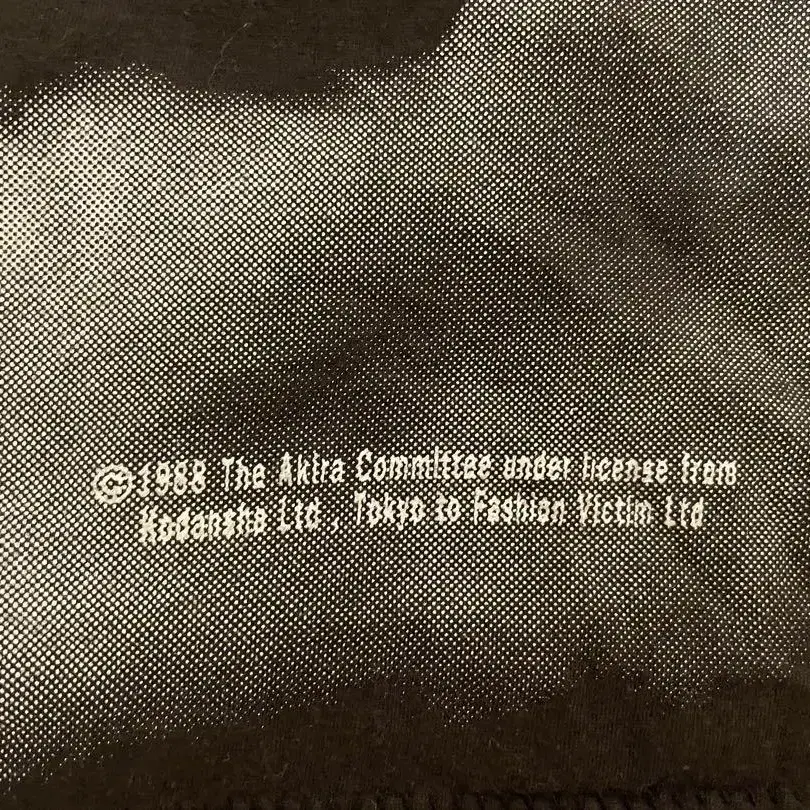 ©1988 The Akira Committee under license from
Kodansha Ltd , Tokyo to Fashion Victim Ltd